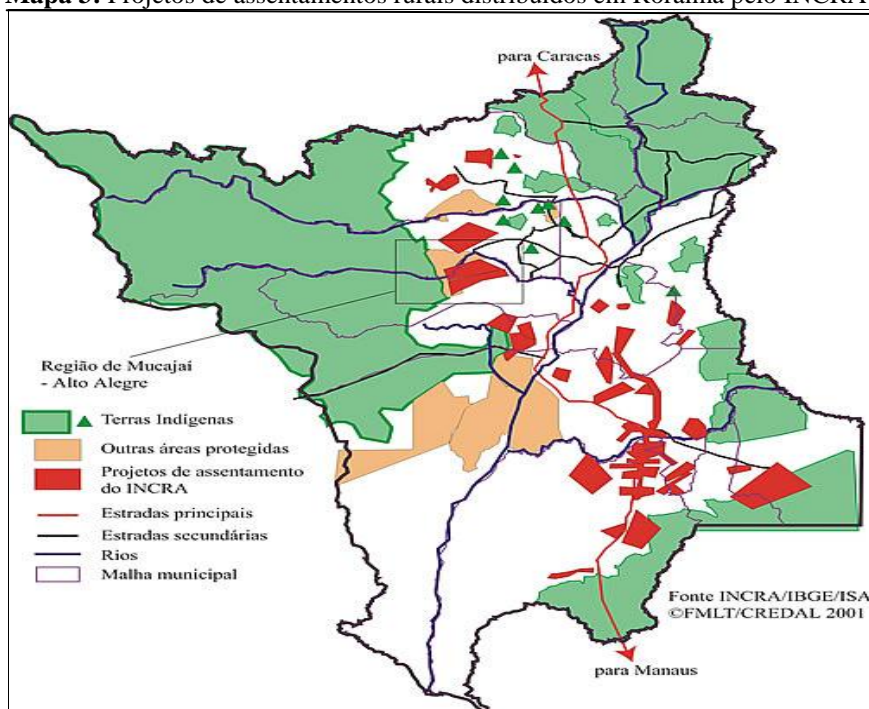 Mapa 3: Projetos de assentamentos rurais distribuídos em Roraima pelo INCRA
para Caracas
Região de Mucajaí
- Alto Alegre
Terras Indígenas
Outras áreas protegidas
Projetos de assentamento
do INCRA
Estradas principais
Estradas secundárias
Rios
Malha municipal
Fonte INCRA/IBGE/ISA
©FMLT/CREDAL 2001
para Manaus